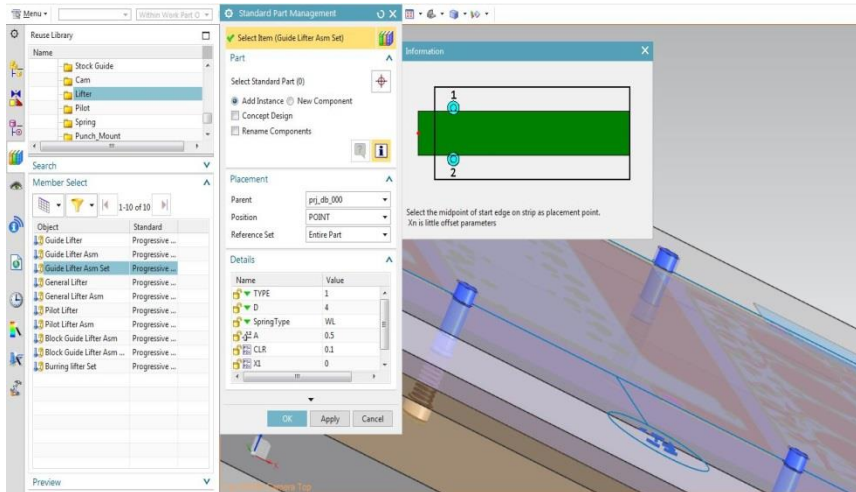 Menu
Within Work Part O
Reuse Library
Name
Stock Guide
Cam
Lifter
Pilot
Spring
Punch_Mount
Search
Member Select
1-10 of 10
Object Standard
Guide Lifter Progressive ...
Guide Lifter Asm Progressive ...
Guide Lifter Asm Set Progressive ...
General Lifter Progressive ...
General Lifter Asm Progressive ...
Pilot Lifter Progressive ...
Pilot Lifter Asm Progressive ...
Block Guide Lifter Asm Progressive ...
Block Guide Lifter Asm ... Progressive ...
Burring lifter Set Progressive ...
Preview
Standard Part Management
Select Item (Guide Lifter Asm Set)
Part
Select Standard Part (0)
Add Instance New Component
Concept Design
Rename Components
Placement
Parent prj_db_000
Position POINT
Reference Set Entire Part
Details
Name Value
TYPE 1
D 4
SpringType WL
A 0.5
CLR 0.1
X1 0
OK Apply Cancel
Information
1
2
Select the midpoint of start edge on strip as placement point.
Xn is little offset parameters
X
Top